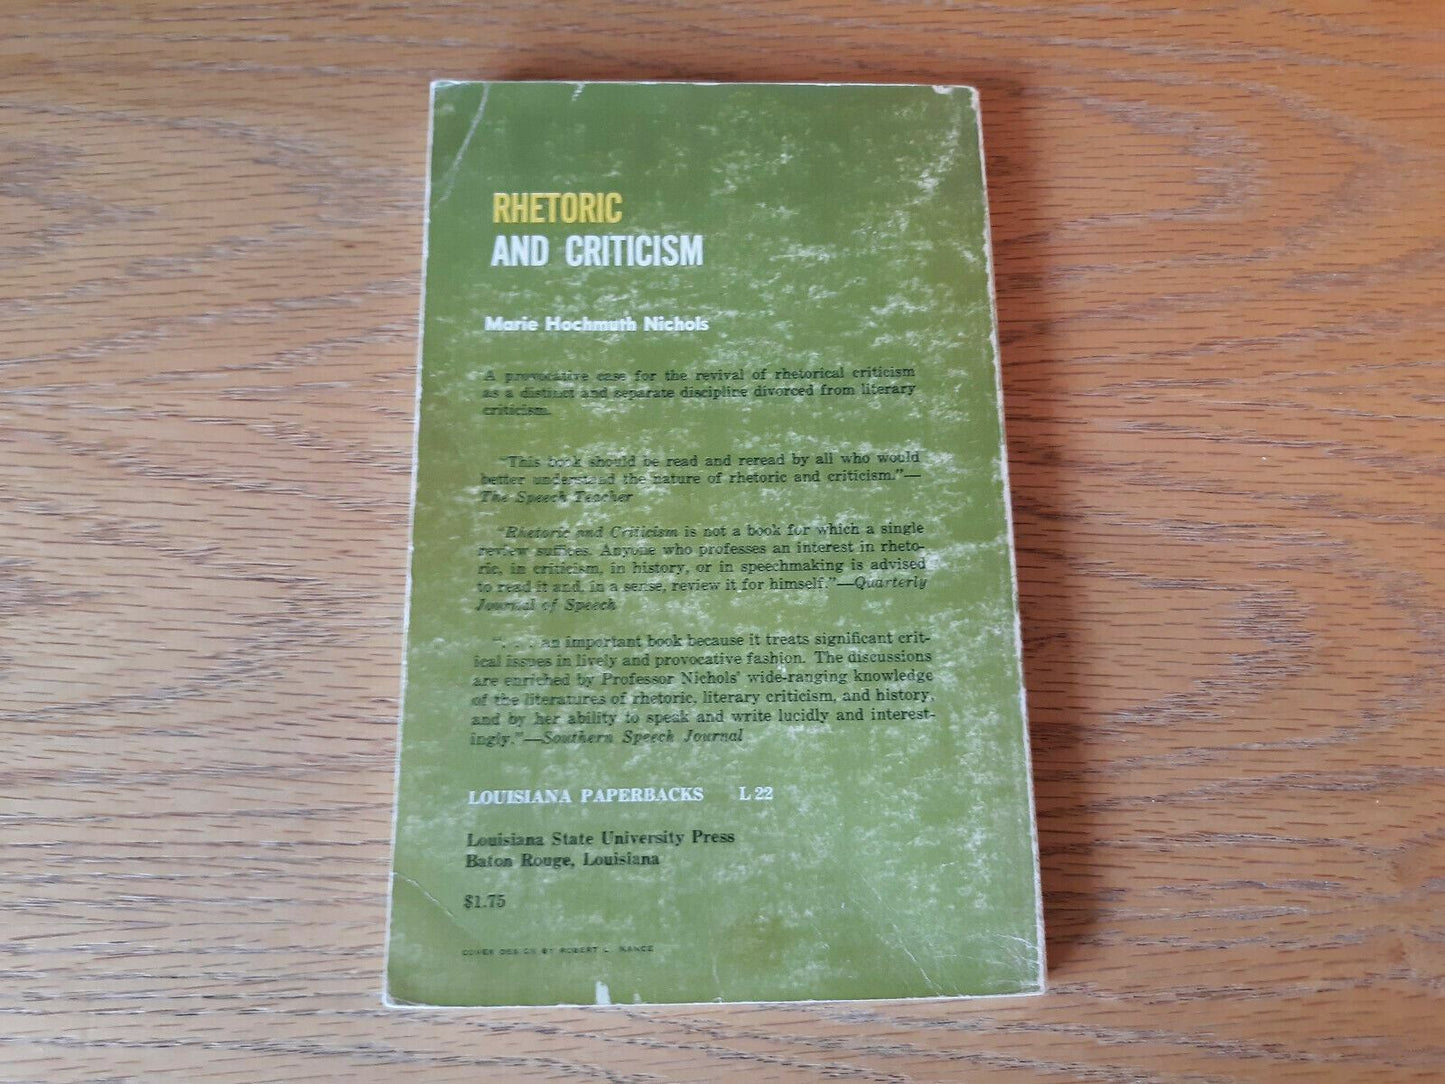 RHETORIC
AND CRITICISM
Marie Hochmuth Nichols
A provocative case for the revival of rhetorical criticism
as a distinct and separate discipline divorced from literary
criticism.
"This book should be read and reread by all who would
better understand the nature of rhetoric and criticism."—
The Speech Teacher
"Rhetoric and Criticism is not a book for which a single
review suffices. Anyone who professes an interest in rheto-
ric, in criticism, in history, or in speechmaking is advised
to read it and, in a sense, review it for himself."—Quarterly
Journal of Speech
". . . an important book because it treats significant crit-
ical issues in lively and provocative fashion. The discussions
are enriched by Professor Nichols' wide-ranging knowledge
of the literatures of rhetoric, literary criticism, and history,
and by her ability to speak and write lucidly and interest-
ingly."—Southern Speech Journal
LOUISIANA PAPERBACKS L 22
Louisiana State University Press
Baton Rouge, Louisiana
$1.75
COVER DESIGN BY ROBERT L. NANCE